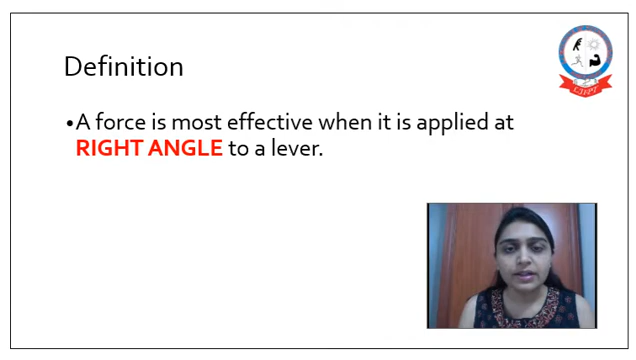 Definition
•A force is most effective when it is applied at
RIGHT ANGLE to a lever.